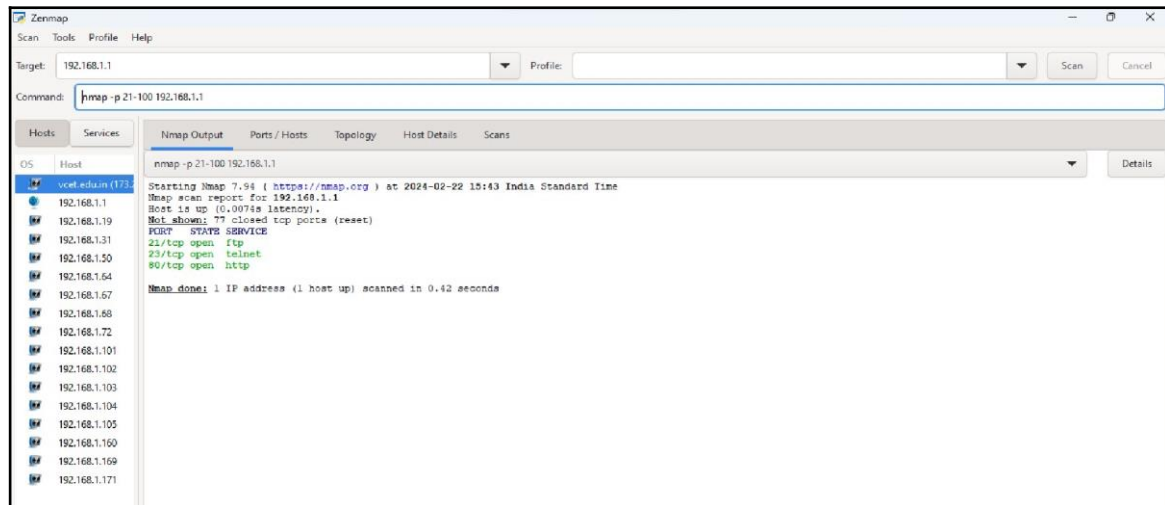 Zenmap
Scan Tools Profile Help
Target: 192.168.1.1 Profile: Scan Cancel
Command: nmap -p 21-100 192.168.1.1
Hosts Services Nmap Output Ports / Hosts Topology Host Details Scans
OS Host nmap -p 21-100 192.168.1.1 Details
vcet.edu.in (173.2
192.168.1.1
192.168.1.19
192.168.1.31
192.168.1.50
192.168.1.64
192.168.1.67
192.168.1.68
192.168.1.72
192.168.1.101
192.168.1.102
192.168.1.103
192.168.1.104
192.168.1.105
192.168.1.160
192.168.1.169
192.168.1.171
Starting Nmap 7.94 ( https://nmap.org ) at 2024-02-22 15:43 India Standard Time
Nmap scan report for 192.168.1.1
Host is up (0.0074s latency).
Not shown: 77 closed tcp ports (reset)
PORT STATE SERVICE
21/tcp open ftp
23/tcp open telnet
80/tcp open http
Nmap done: 1 IP address (1 host up) scanned in 0.42 seconds